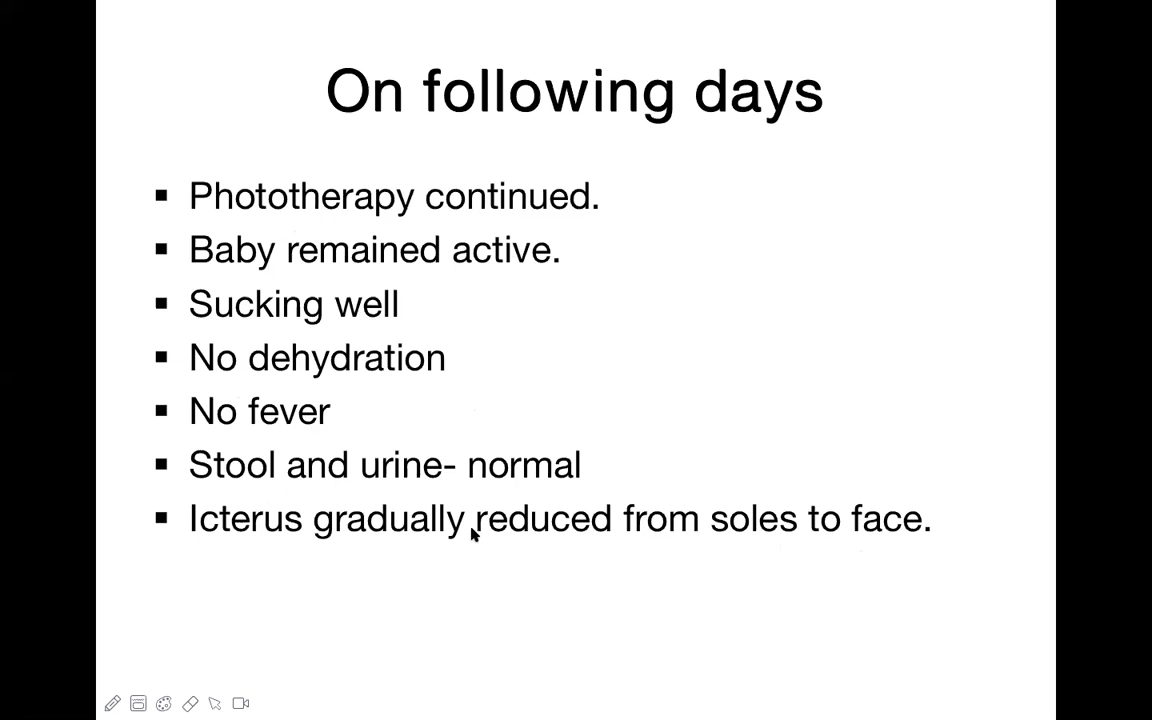 On following days
▪ Phototherapy continued.
▪ Baby remained active.
▪ Sucking well
▪ No dehydration
▪ No fever
▪ Stool and urine- normal
▪ Icterus gradually reduced from soles to face.